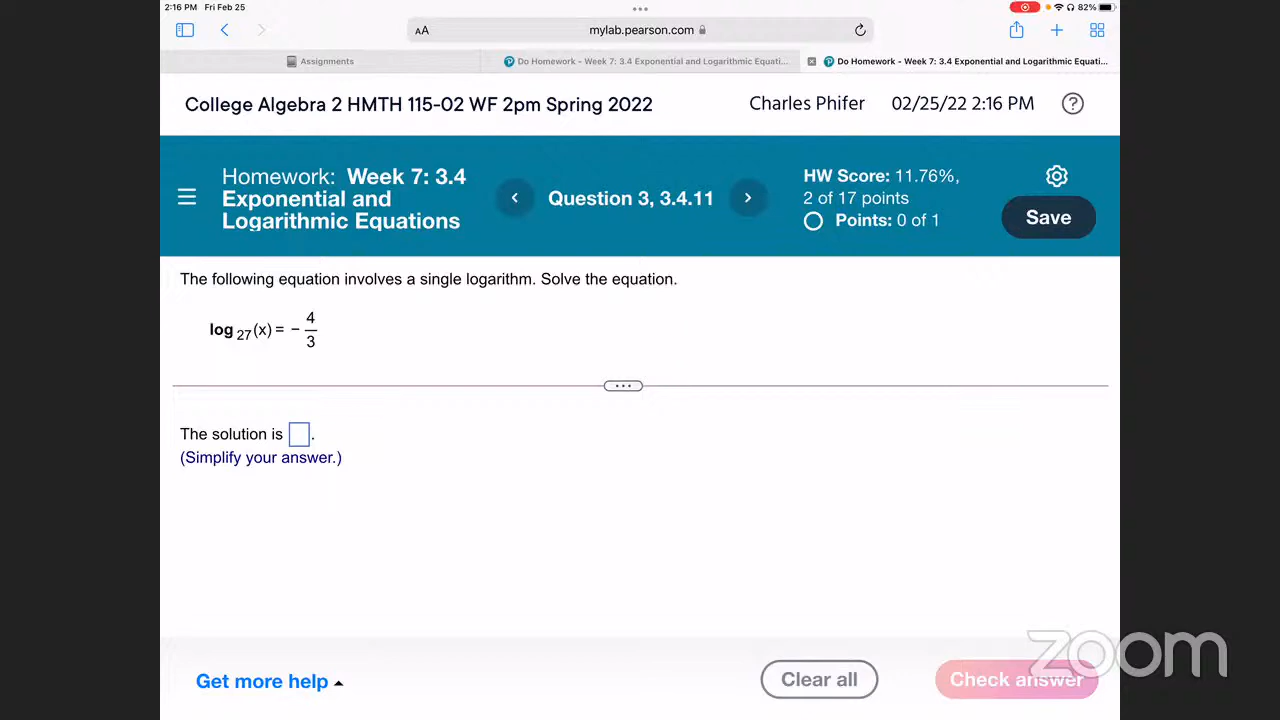 2:16 PM Fri Feb 25
82%
AA mylab.pearson.com
Assignments
Do Homework - Week 7: 3.4 Exponential and Logarithmic Equati...
Do Homework - Week 7: 3.4 Exponential and Logarithmic Equati...
College Algebra 2 HMTH 115-02 WF 2pm Spring 2022
Charles Phifer
02/25/22 2:16 PM
?
Homework: Week 7: 3.4
Exponential and
Logarithmic Equations
Question 3, 3.4.11
HW Score: 11.76%,
2 of 17 points
Points: 0 of 1
Save
The following equation involves a single logarithm. Solve the equation.
log 27 (x) = - 4/3
The solution is .
(Simplify your answer.)
Get more help
Clear all
Check answer
zoom